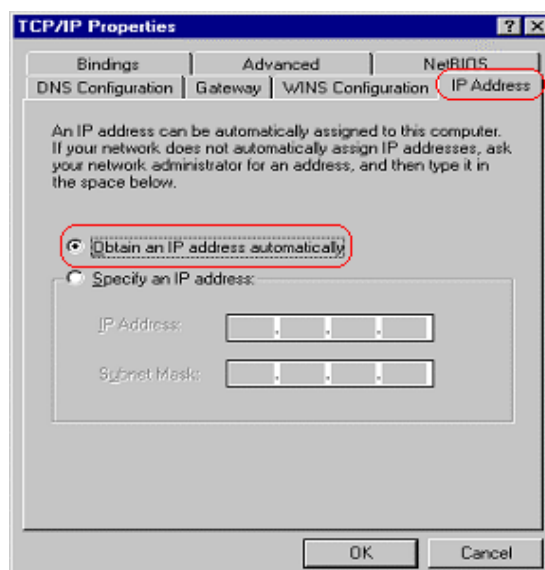 TCP/IP Properties
Bindings Advanced NetBIOS
DNS Configuration Gateway WINS Configuration IP Address
An IP address can be automatically assigned to this computer.
If your network does not automatically assign IP addresses, ask
your network administrator for an address, and then type it in
the space below.
Obtain an IP address automatically
Specify an IP address:
IP Address:
Subnet Mask:
OK Cancel